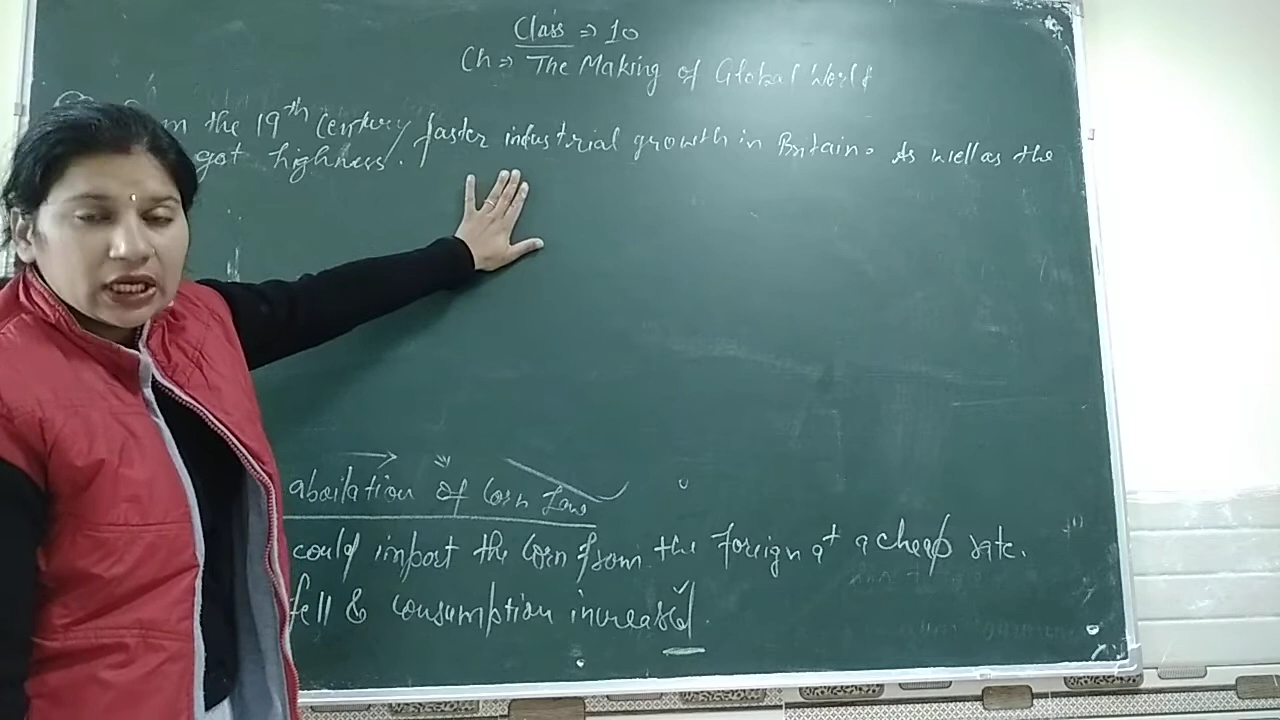 Class ⇒ 10
Ch ⇒ The Making of Global World
in the 19th Century faster industrial growth in Britain. As well as the
got highness.
aboilation of Corn Law
could import the Corn from the foreign at a cheap rate.
fell & consumption increased.